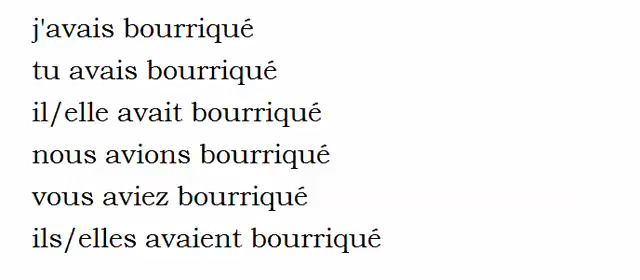 j'avais bourriqué
tu avais bourriqué
il/elle avait bourriqué
nous avions bourriqué
vous aviez bourriqué
ils/elles avaient bourriqué